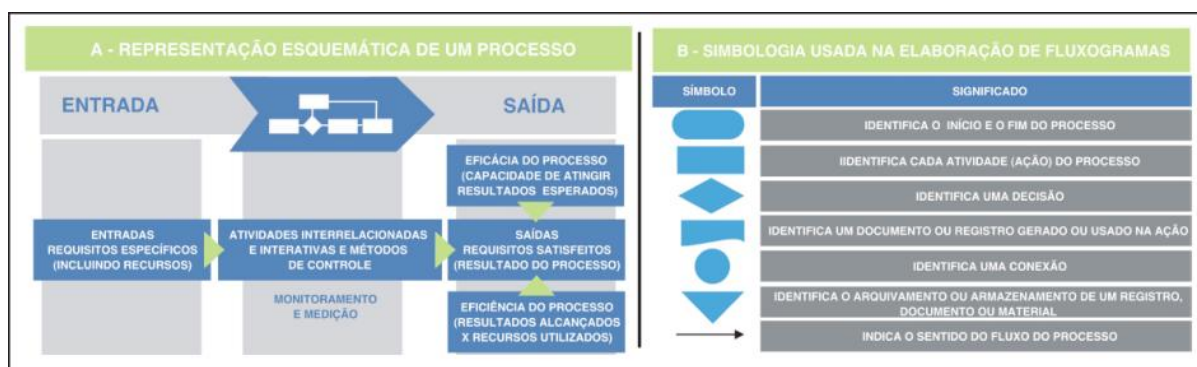 A - REPRESENTAÇÃO ESQUEMÁTICA DE UM PROCESSO
ENTRADA
SAÍDA
EFICÁCIA DO PROCESSO
(CAPACIDADE DE ATINGIR
RESULTADOS ESPERADOS)
ENTRADAS
REQUISITOS ESPECÍFICOS
(INCLUINDO RECURSOS)
ATIVIDADES INTERRELACIONADAS
E INTERATIVAS E MÉTODOS
DE CONTROLE
SAÍDAS
REQUISITOS SATISFEITOS
(RESULTADO DO PROCESSO)
MONITORAMENTO
E MEDIÇÃO
EFICIÊNCIA DO PROCESSO
(RESULTADOS ALCANÇADOS
X RECURSOS UTILIZADOS)
B - SIMBOLOGIA USADA NA ELABORAÇÃO DE FLUXOGRAMAS
SÍMBOLO
SIGNIFICADO
IDENTIFICA O INÍCIO E O FIM DO PROCESSO
IIDENTIFICA CADA ATIVIDADE (AÇÃO) DO PROCESSO
IDENTIFICA UMA DECISÃO
IDENTIFICA UM DOCUMENTO OU REGISTRO GERADO OU USADO NA AÇÃO
IDENTIFICA UMA CONEXÃO
IDENTIFICA O ARQUIVAMENTO OU ARMAZENAMENTO DE UM REGISTRO,
DOCUMENTO OU MATERIAL
INDICA O SENTIDO DO FLUXO DO PROCESSO